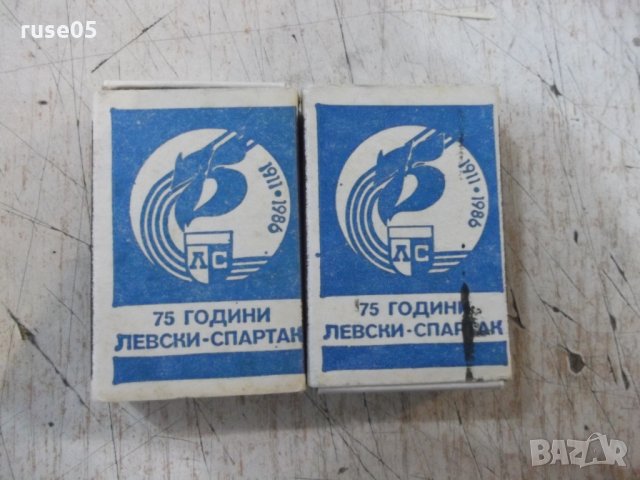 ruse05
1911 • 1986
ЛС
75 ГОДИНИ
ЛЕВСКИ-СПАРТАК
1911 • 1986
ЛС
75 ГОДИНИ
ЛЕВСКИ-СПАРТАК
BAZAR